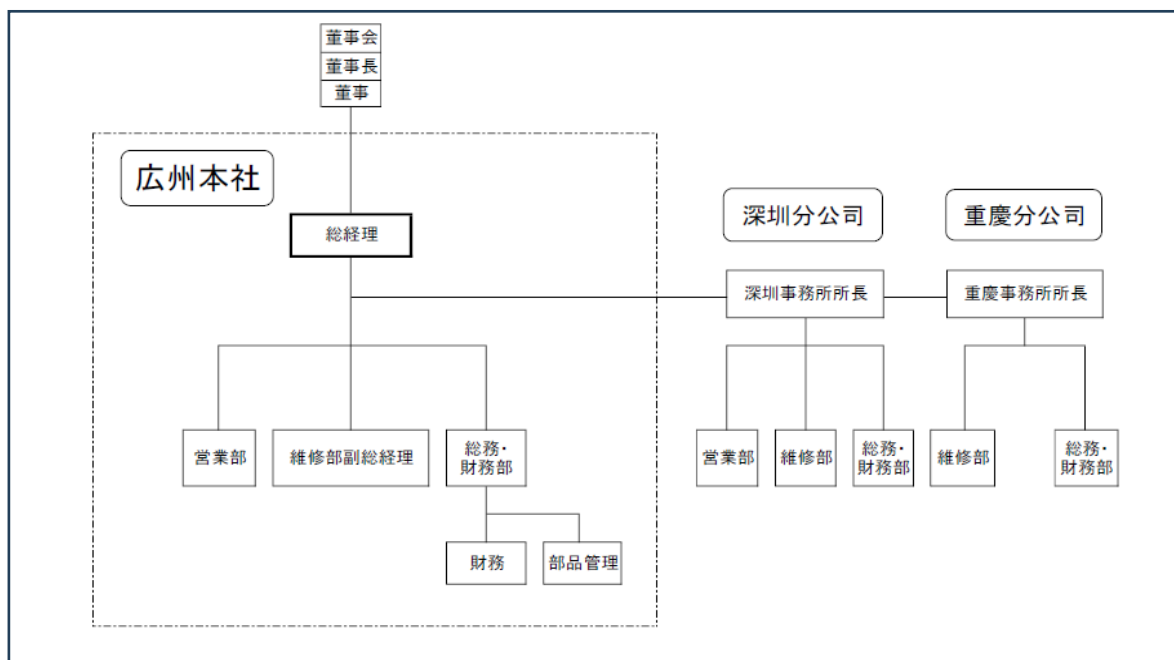 董事会
董事長
董事
広州本社
総経理
深圳分公司
重慶分公司
深圳事務所所長
重慶事務所所長
営業部
維修部副総経理
総務・
財務部
営業部
維修部
総務・
財務部
維修部
総務・
財務部
財務
部品管理